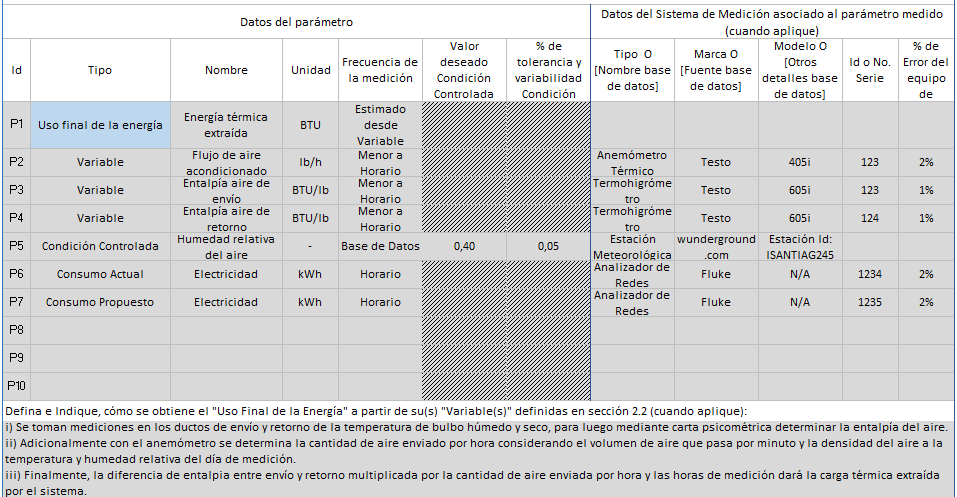 Datos del parámetro
Datos del Sistema de Medición asociado al parámetro medido
(cuando aplique)
Id
Tipo
Nombre
Unidad
Frecuencia de
la medición
Valor
deseado
Condición
Controlada
% de
tolerancia y
variabilidad
Condición
Tipo O
[Nombre base
de datos]
Marca O
[Fuente base
de datos]
Modelo O
[Otros
detalles base
de datos]
Id o No.
Serie
% de
Error del
equipo
de
P1
Uso final de la energía
Energía térmica
extraída
BTU
Estimado
desde
Variable
P2
Variable
Flujo de aire
acondicionado
lb/h
Menor a
Horario
Anemómetro
Térmico
Testo
405i
123
2%
P3
Variable
Entalpía aire de
envío
BTU/lb
Menor a
Horario
Termohigróme
tro
Testo
605i
123
1%
P4
Variable
Entalpía aire de
retorno
BTU/lb
Menor a
Horario
Termohigróme
tro
Testo
605i
124
1%
P5
Condición Controlada
Humedad relativa
del aire
-
Base de Datos
0,40
0,05
Estación
Meteorológica
wunderground
.com
Estación Id:
ISANTIAG245
P6
Consumo Actual
Electricidad
kWh
Horario
Analizador de
Redes
Fluke
N/A
1234
2%
P7
Consumo Propuesto
Electricidad
kWh
Horario
Analizador de
Redes
Fluke
N/A
1235
2%
P8
P9
P10
Defina e Indique, cómo se obtiene el "Uso Final de la Energía" a partir de su(s) "Variable(s)" definidas en sección 2.2 (cuando aplique):
i) Se toman mediciones en los ductos de envío y retorno de la temperatura de bulbo húmedo y seco, para luego mediante carta psicométrica determinar la entalpía del aire.
ii) Adicionalmente con el anemómetro se determina la cantidad de aire enviado por hora considerando el volumen de aire que pasa por minuto y la densidad del aire a la
temperatura y humedad relativa del día de medición.
iii) Finalmente, la diferencia de entalpia entre envío y retorno multiplicada por la cantidad de aire enviada por hora y las horas de medición dará la carga térmica extraída
por el sistema.